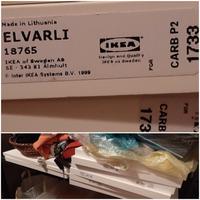 Made in Lithuania
ELVARLI
18765
IKEA of Sweden AB
SE - 343 81 Älmhult
© Inter IKEA Systems B.V. 1999
IKEA
Design and Quality
IKEA of Sweden
FOR
CARB P2
1733
FOR
173